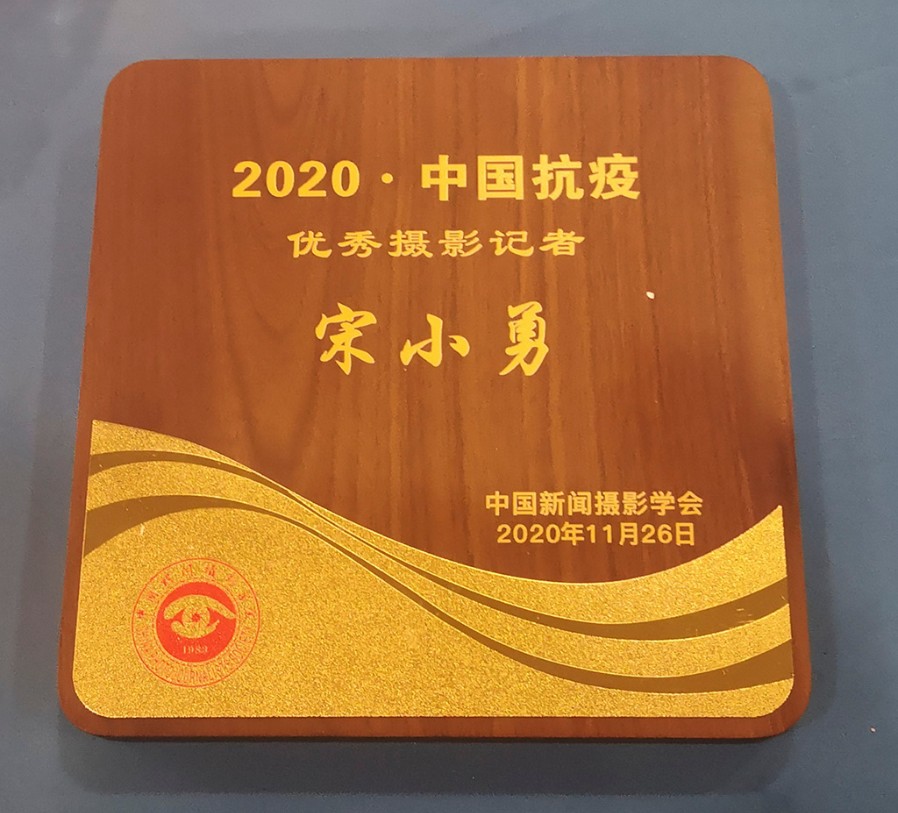 2020·中国抗疫
优秀摄影记者
宋小勇
中国新闻摄影学会
2020年11月26日
1983